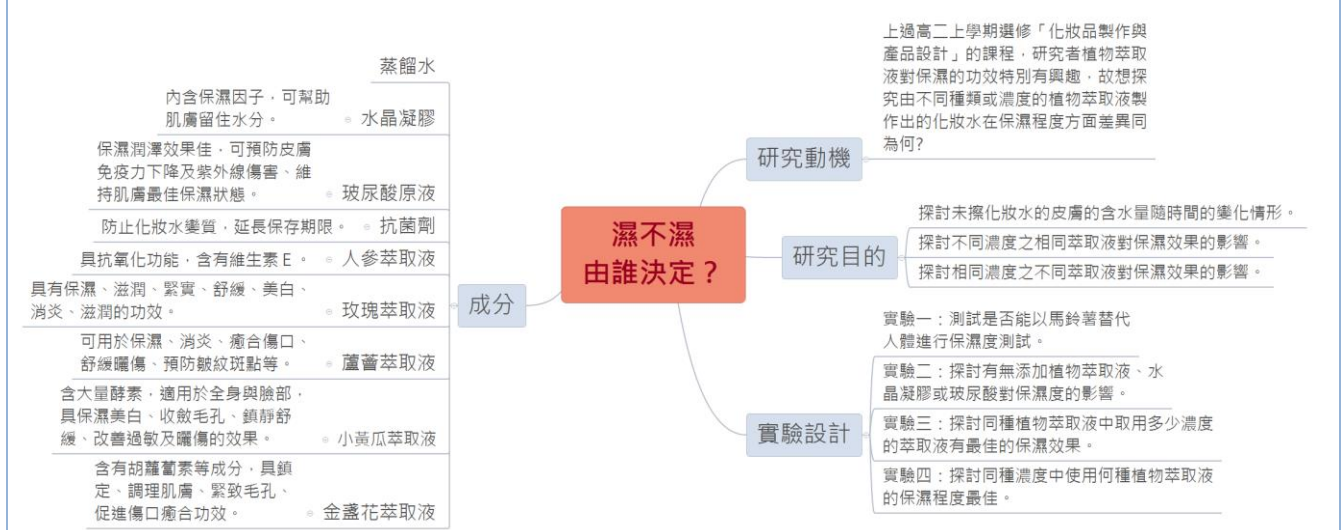 濕不濕
由誰決定？
研究動機
上過高二上學期選修「化妝品製作與
產品設計」的課程，研究者植物萃取
液對保濕的功效特別有興趣，故想探
究由不同種類或濃度的植物萃取液製
作出的化妝水在保濕程度方面差異同
為何?
研究目的
探討未擦化妝水的皮膚的含水量隨時間的變化情形。
探討不同濃度之相同萃取液對保濕效果的影響。
探討相同濃度之不同萃取液對保濕效果的影響。
實驗設計
實驗一：測試是否能以馬鈴薯替代
人體進行保濕度測試。
實驗二：探討有無添加植物萃取液、水
晶凝膠或玻尿酸對保濕度的影響。
實驗三：探討同種植物萃取液中取用多少濃度
的萃取液有最佳的保濕效果。
實驗四：探討同種濃度中使用何種植物萃取液
的保濕程度最佳。
成分
蒸餾水
水晶凝膠
內含保濕因子，可幫助
肌膚留住水分。
玻尿酸原液
保濕潤澤效果佳，可預防皮膚
免疫力下降及紫外線傷害、維
持肌膚最佳保濕狀態。
抗菌劑
防止化妝水變質，延長保存期限。
人參萃取液
具抗氧化功能，含有維生素E。
玫瑰萃取液
具有保濕、滋潤、緊實、舒緩、美白、
消炎、滋潤的功效。
蘆薈萃取液
可用於保濕、消炎、癒合傷口、
舒緩曬傷、預防皺紋斑點等。
小黃瓜萃取液
含大量酵素，適用於全身與臉部，
具保濕美白、收斂毛孔、鎮靜舒
緩、改善過敏及曬傷的效果。
金盞花萃取液
含有胡蘿蔔素等成分，具鎮
定、調理肌膚、緊致毛孔、
促進傷口癒合功效。